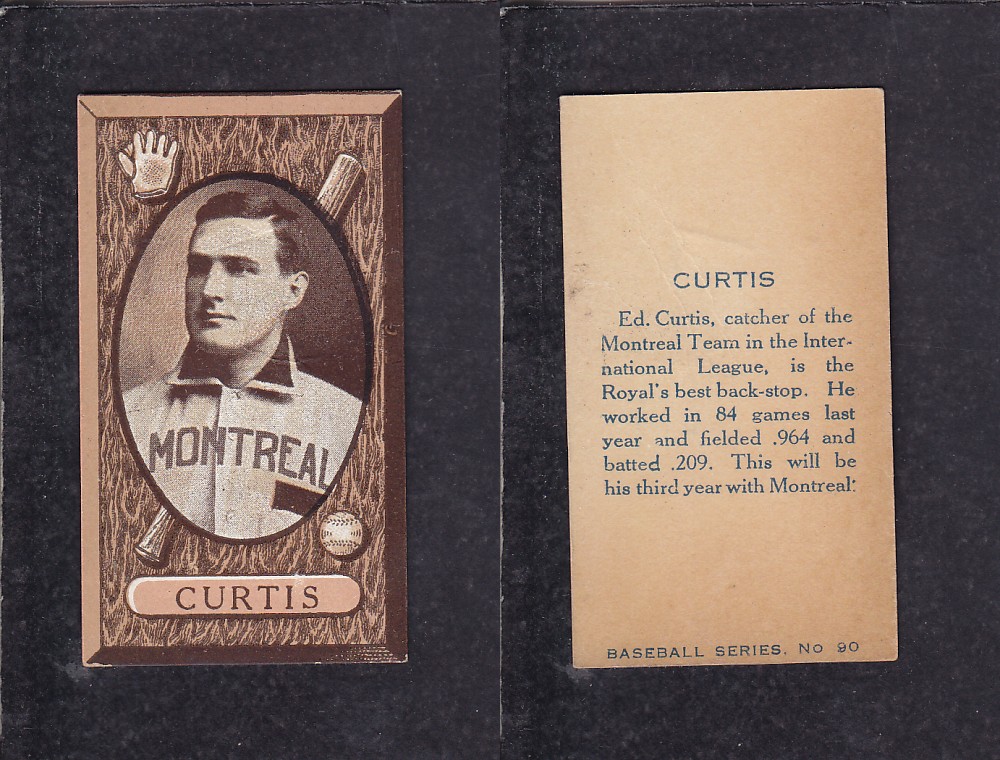 MONTREAL
CURTIS
CURTIS
Ed. Curtis, catcher of the
Montreal Team in the Inter-
national League, is the
Royal's best back-stop. He
worked in 84 games last
year and fielded .964 and
batted .209. This will be
his third year with Montreal.
BASEBALL SERIES, No 90